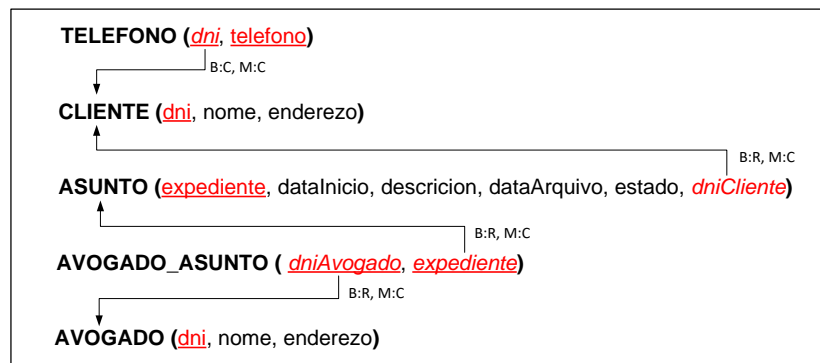 TELEFONO (dni, telefono)
B:C, M:C
CLIENTE (dni, nome, enderezo)
B:R, M:C
ASUNTO (expediente, dataInicio, descricion, dataArquivo, estado, dniCliente)
B:R, M:C
AVOGADO_ASUNTO ( dniAvogado, expediente)
B:R, M:C
AVOGADO (dni, nome, enderezo)